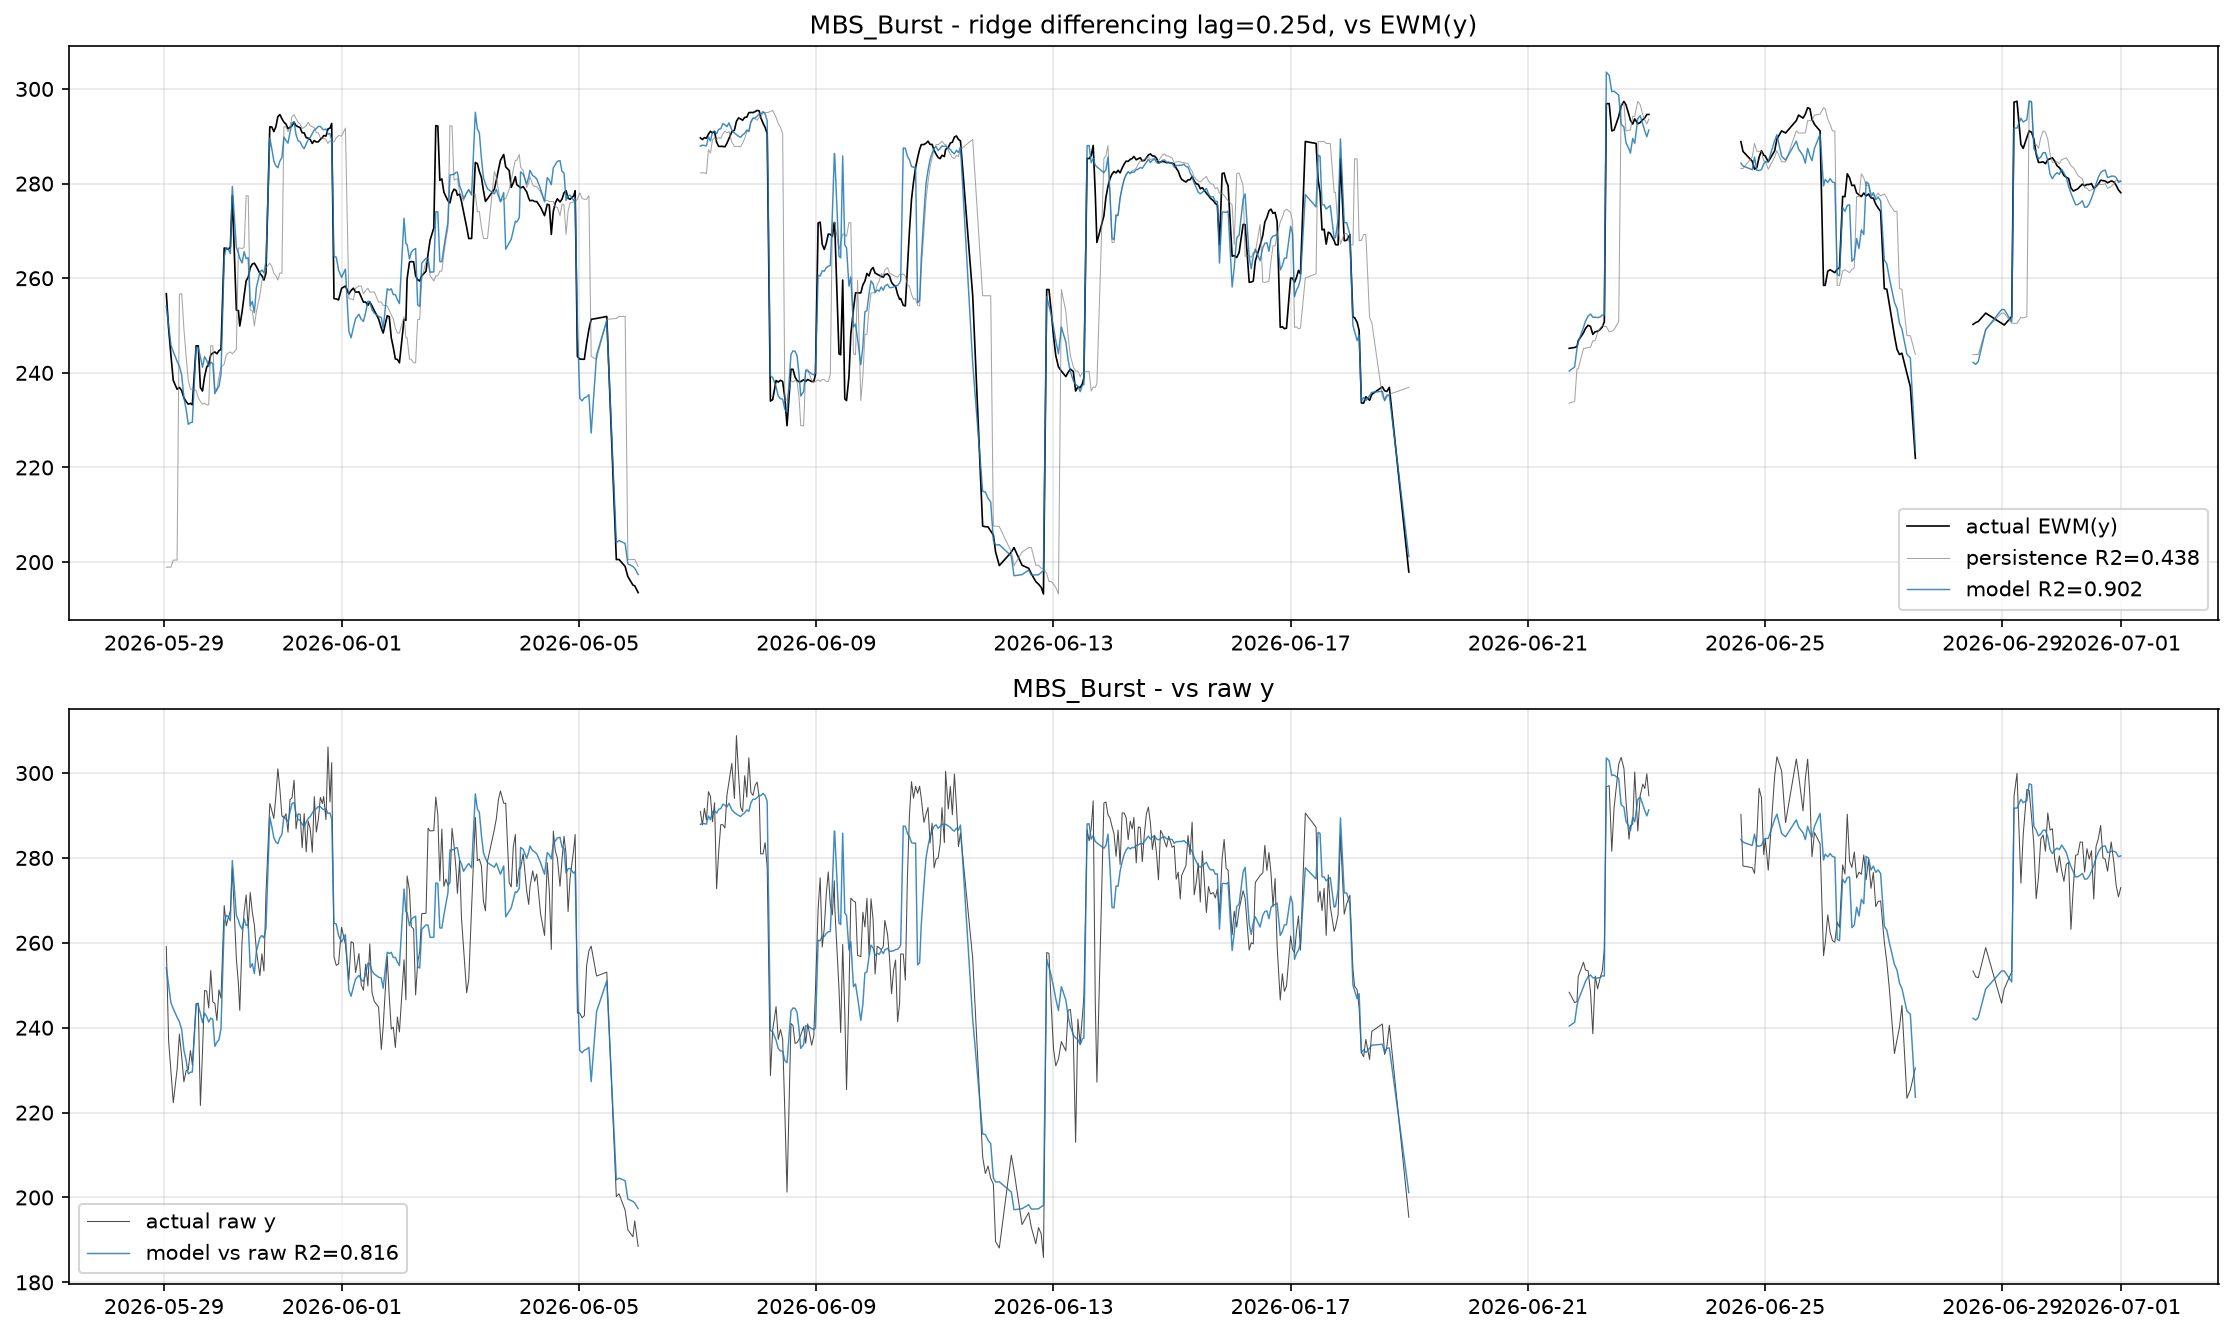 MBS_Burst - ridge differencing lag=0.25d, vs EWM(y)
300
280
260
240
220
200
actual EWM(y)
persistence R2=0.438
model R2=0.902
2026-05-29 2026-06-01 2026-06-05 2026-06-09 2026-06-13 2026-06-17 2026-06-21 2026-06-25 2026-06-29 2026-07-01
MBS_Burst - vs raw y
300
280
260
240
220
200
180
actual raw y
model vs raw R2=0.816
2026-05-29 2026-06-01 2026-06-05 2026-06-09 2026-06-13 2026-06-17 2026-06-21 2026-06-25 2026-06-29 2026-07-01